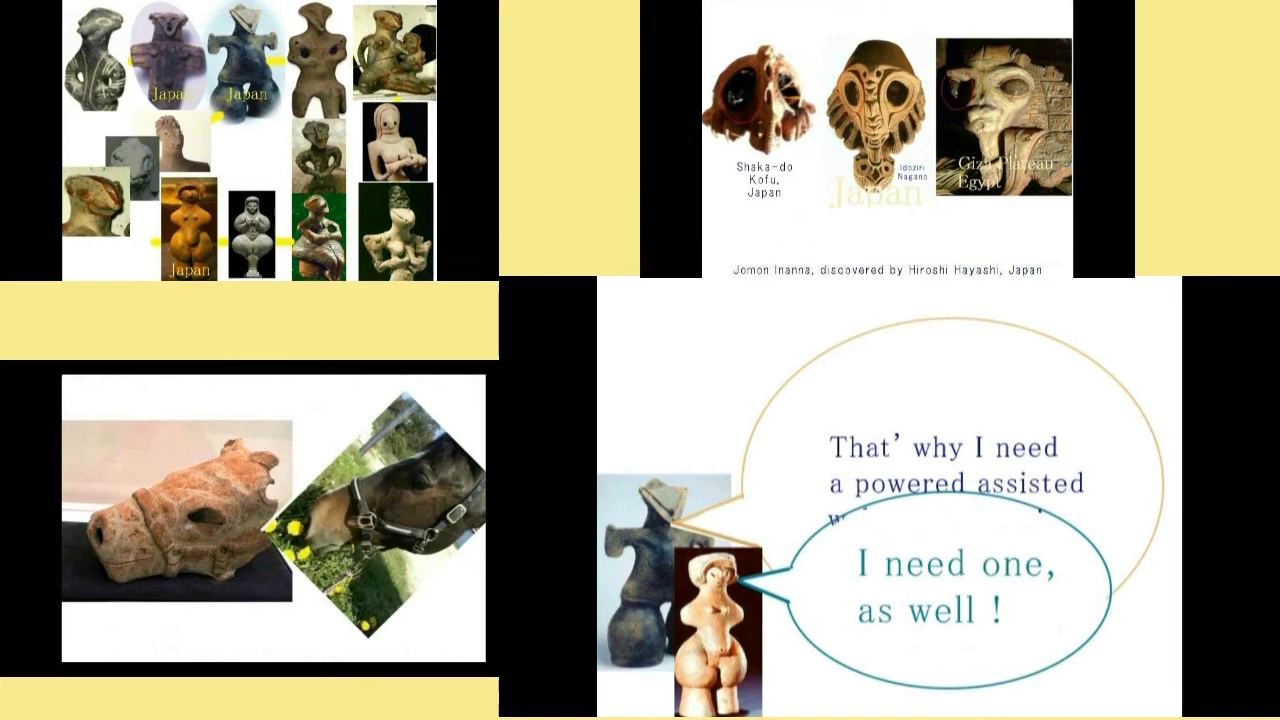 Japan
Japan
Japan
Shaka-do
Kofu,
Japan
Idoziri
Nagano
Japan
Giza Plateau
Egypt
Jomon Inanna, discovered by Hiroshi Hayashi, Japan
That' why I need
a powered assisted
I need one,
as well !